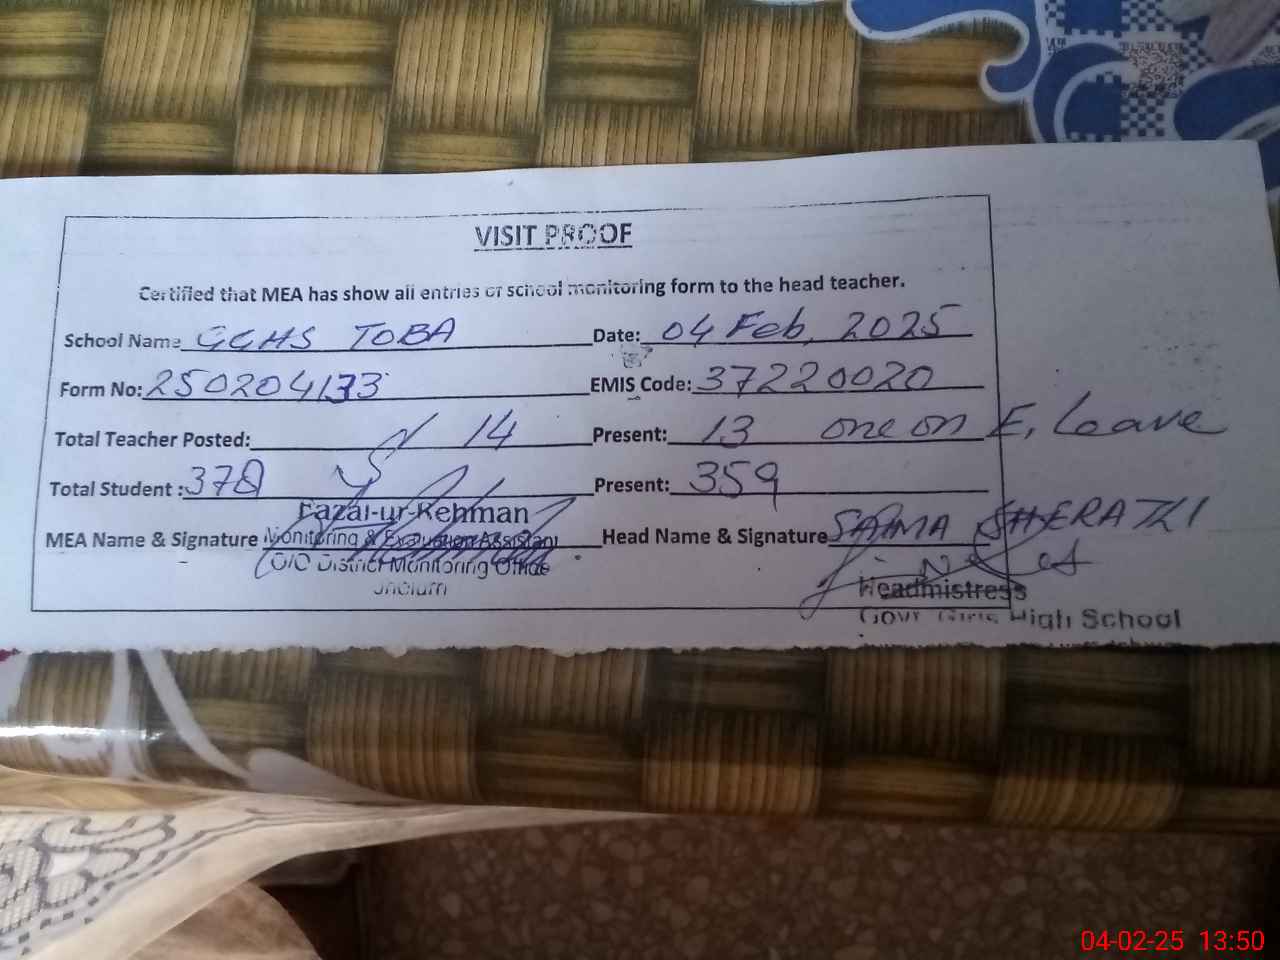 VISIT PROOF
Certified that MEA has show all entries of school monitoring form to the head teacher.
School Name GGHS TOBA Date: 04 Feb, 2025
Form No: 250204133 EMIS Code: 37220020
Total Teacher Posted: 14 Present: 13 one on E, Leave
Total Student : 378 Present: 359
Fazal-ur-Rehman
MEA Name & Signature Monitoring & Evaluation Assistant Head Name & Signature SAIMA SHERAZI
O/O District Monitoring Office
Jhelum
Headmistress
Govt Girls High School
04-02-25 13:50